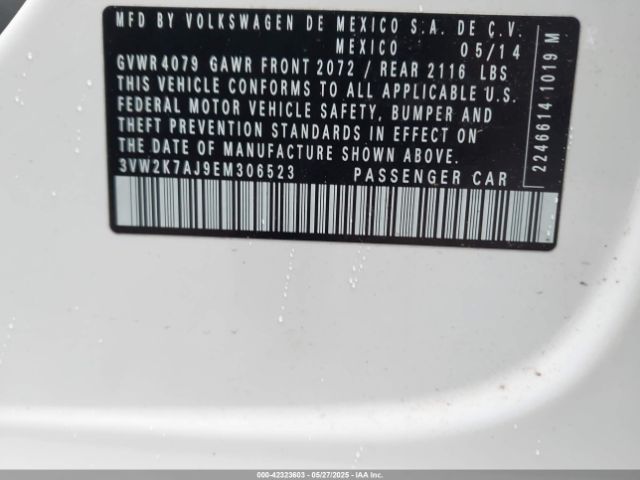 MFD BY VOLKSWAGEN DE MEXICO S.A. DE C.V.
MEXICO 05/14
GVWR 4079 GAWR FRONT 2072 / REAR 2116 LBS
THIS VEHICLE CONFORMS TO ALL APPLICABLE U.S.
FEDERAL MOTOR VEHICLE SAFETY, BUMPER AND
THEFT PREVENTION STANDARDS IN EFFECT ON
THE DATE OF MANUFACTURE SHOWN ABOVE.
3VW2K7AJ9EM306523 PASSENGER CAR
2246614 1019 M
000-42323603 - 05/27/2025 - IAA Inc.